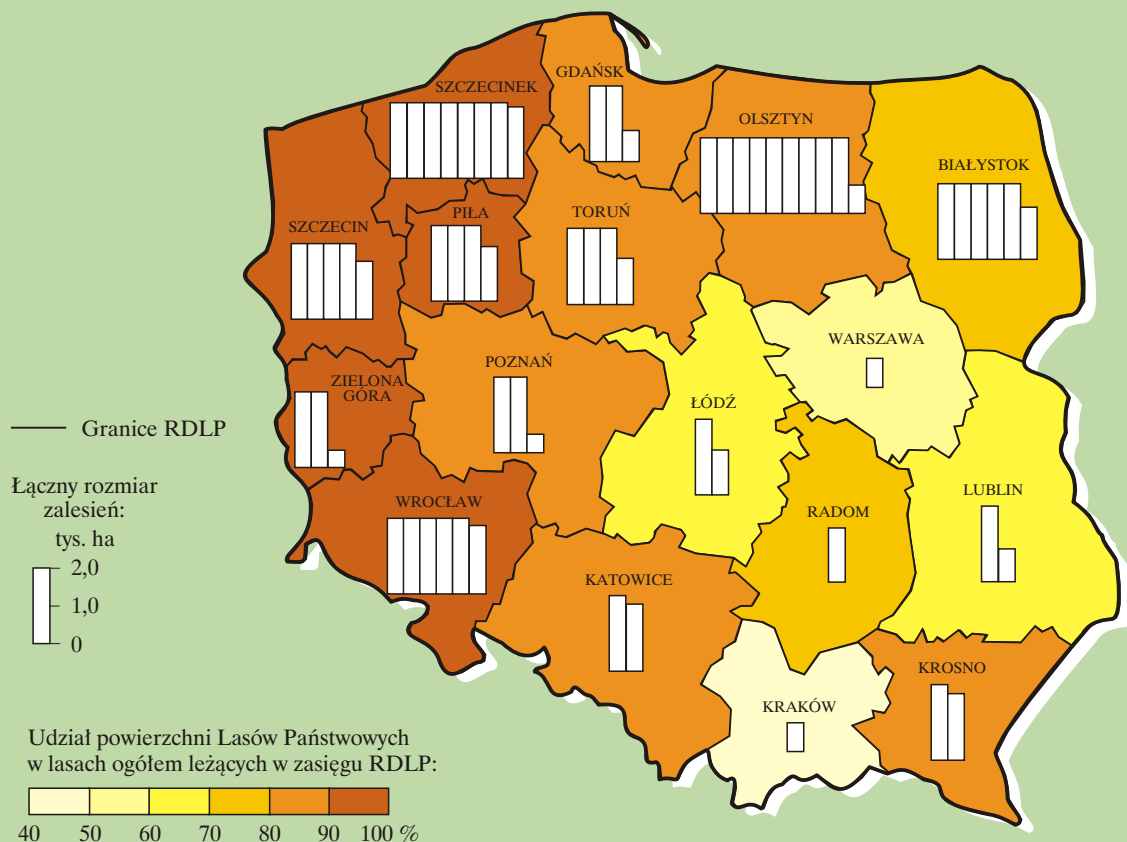 GDAŃSK
SZCZECINEK
OLSZTYN
BIAŁYSTOK
SZCZECIN
PIŁA
TORUŃ
WARSZAWA
ZIELONA
GÓRA
POZNAŃ
ŁÓDŹ
WROCŁAW
RADOM
LUBLIN
KATOWICE
KRAKÓW
KROSNO
Granice RDLP
Łączny rozmiar
zalesień:
tys. ha
2,0
1,0
0
Udział powierzchni Lasów Państwowych
w lasach ogółem leżących w zasięgu RDLP:
40 50 60 70 80 90 100 %